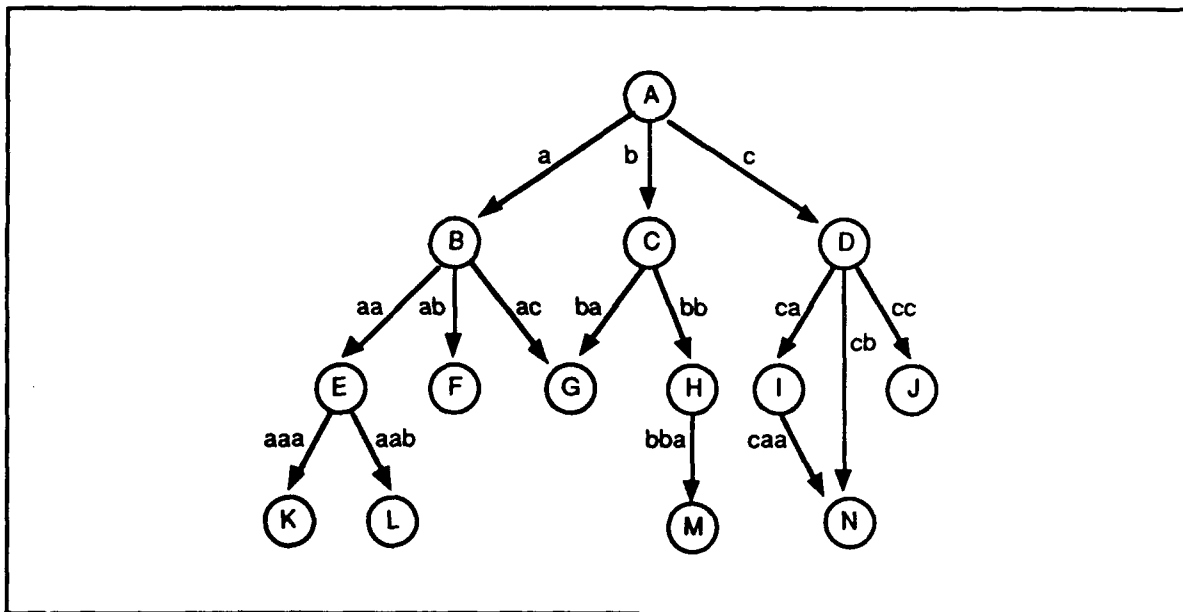 A
a b c
B C D
aa ab ac ba bb ca cb cc
E F G H I J
aaa aab bba caa
K L M N